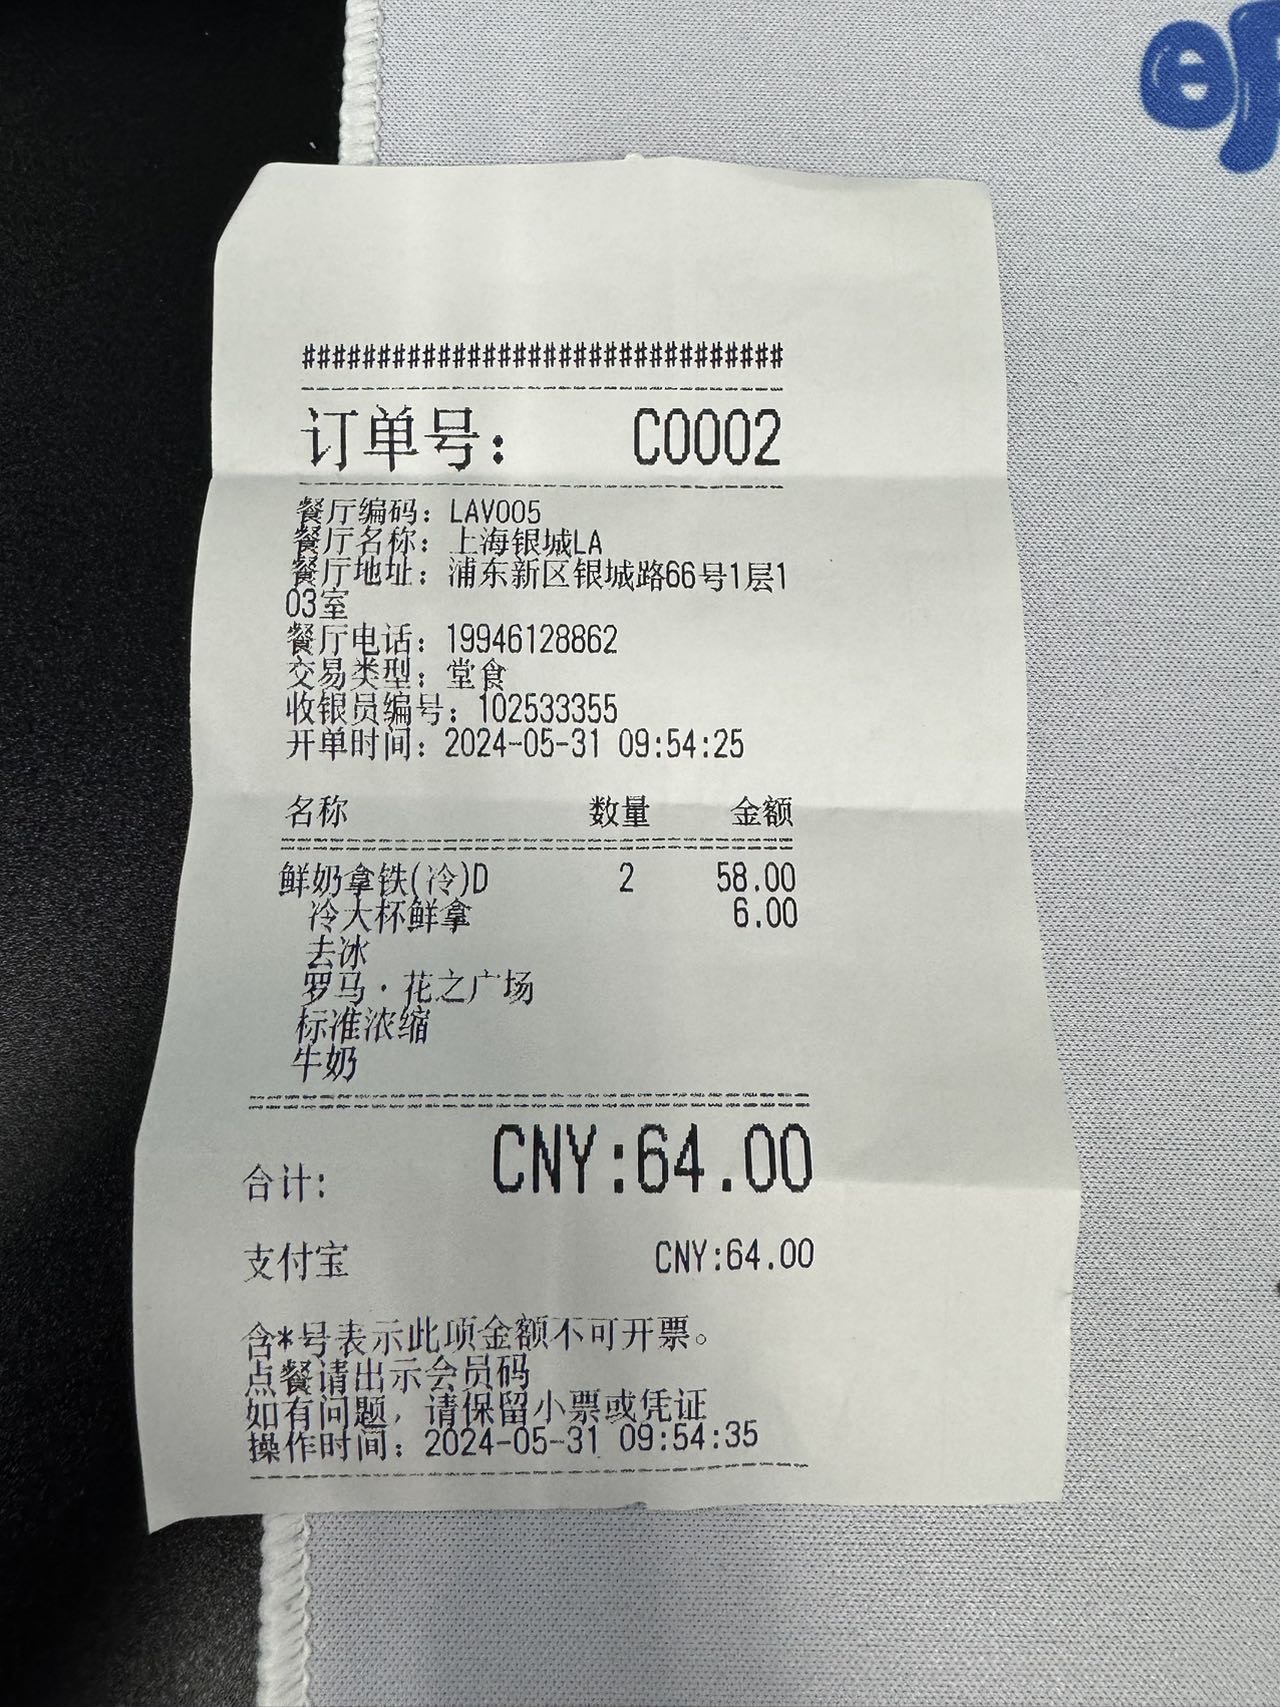 ################################
订单号: C0002
餐厅编码: LAV005
餐厅名称: 上海银城LA
餐厅地址: 浦东新区银城路66号1层1
03室
餐厅电话: 19946128862
交易类型: 堂食
收银员编号: 102533355
开单时间: 2024-05-31 09:54:25
名称 数量 金额
鲜奶拿铁(冷)D 2 58.00
冷大杯鲜拿 6.00
去冰
罗马·花之广场
标准浓缩
牛奶
合计: CNY:64.00
支付宝 CNY:64.00
含*号表示此项金额不可开票。
点餐请出示会员码
如有问题，请保留小票或凭证
操作时间: 2024-05-31 09:54:35